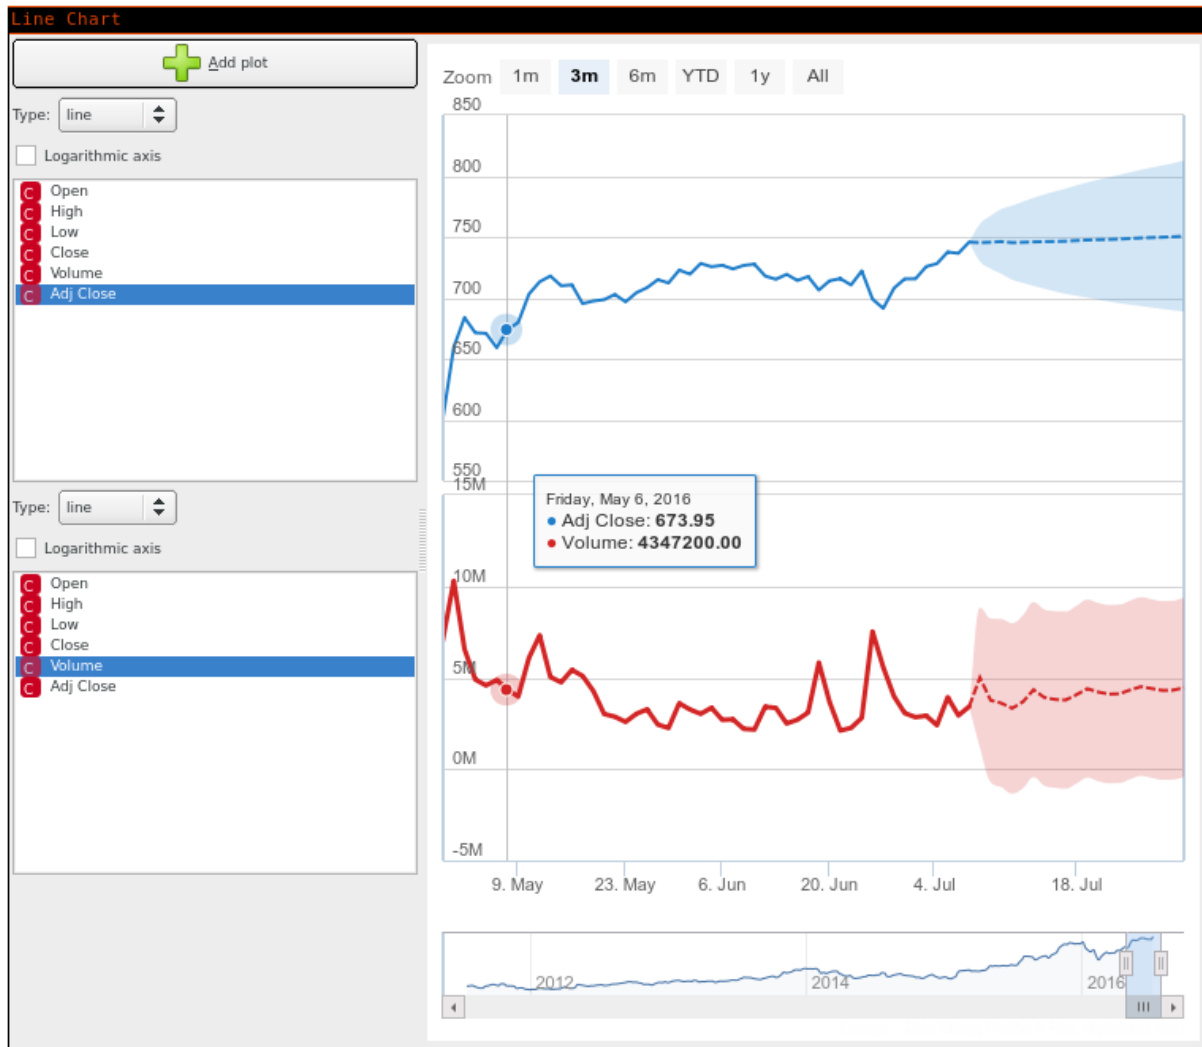 Line Chart
Add plot
Type: line
Logarithmic axis
C Open
C High
C Low
C Close
C Volume
C Adj Close
Type: line
Logarithmic axis
C Open
C High
C Low
C Close
C Volume
C Adj Close
Zoom 1m 3m 6m YTD 1y All
850
800
750
700
650
600
550
15M
Friday, May 6, 2016
● Adj Close: 673.95
● Volume: 4347200.00
10M
5M
0M
-5M
9. May 23. May 6. Jun 20. Jun 4. Jul 18. Jul
2012 2014 2016